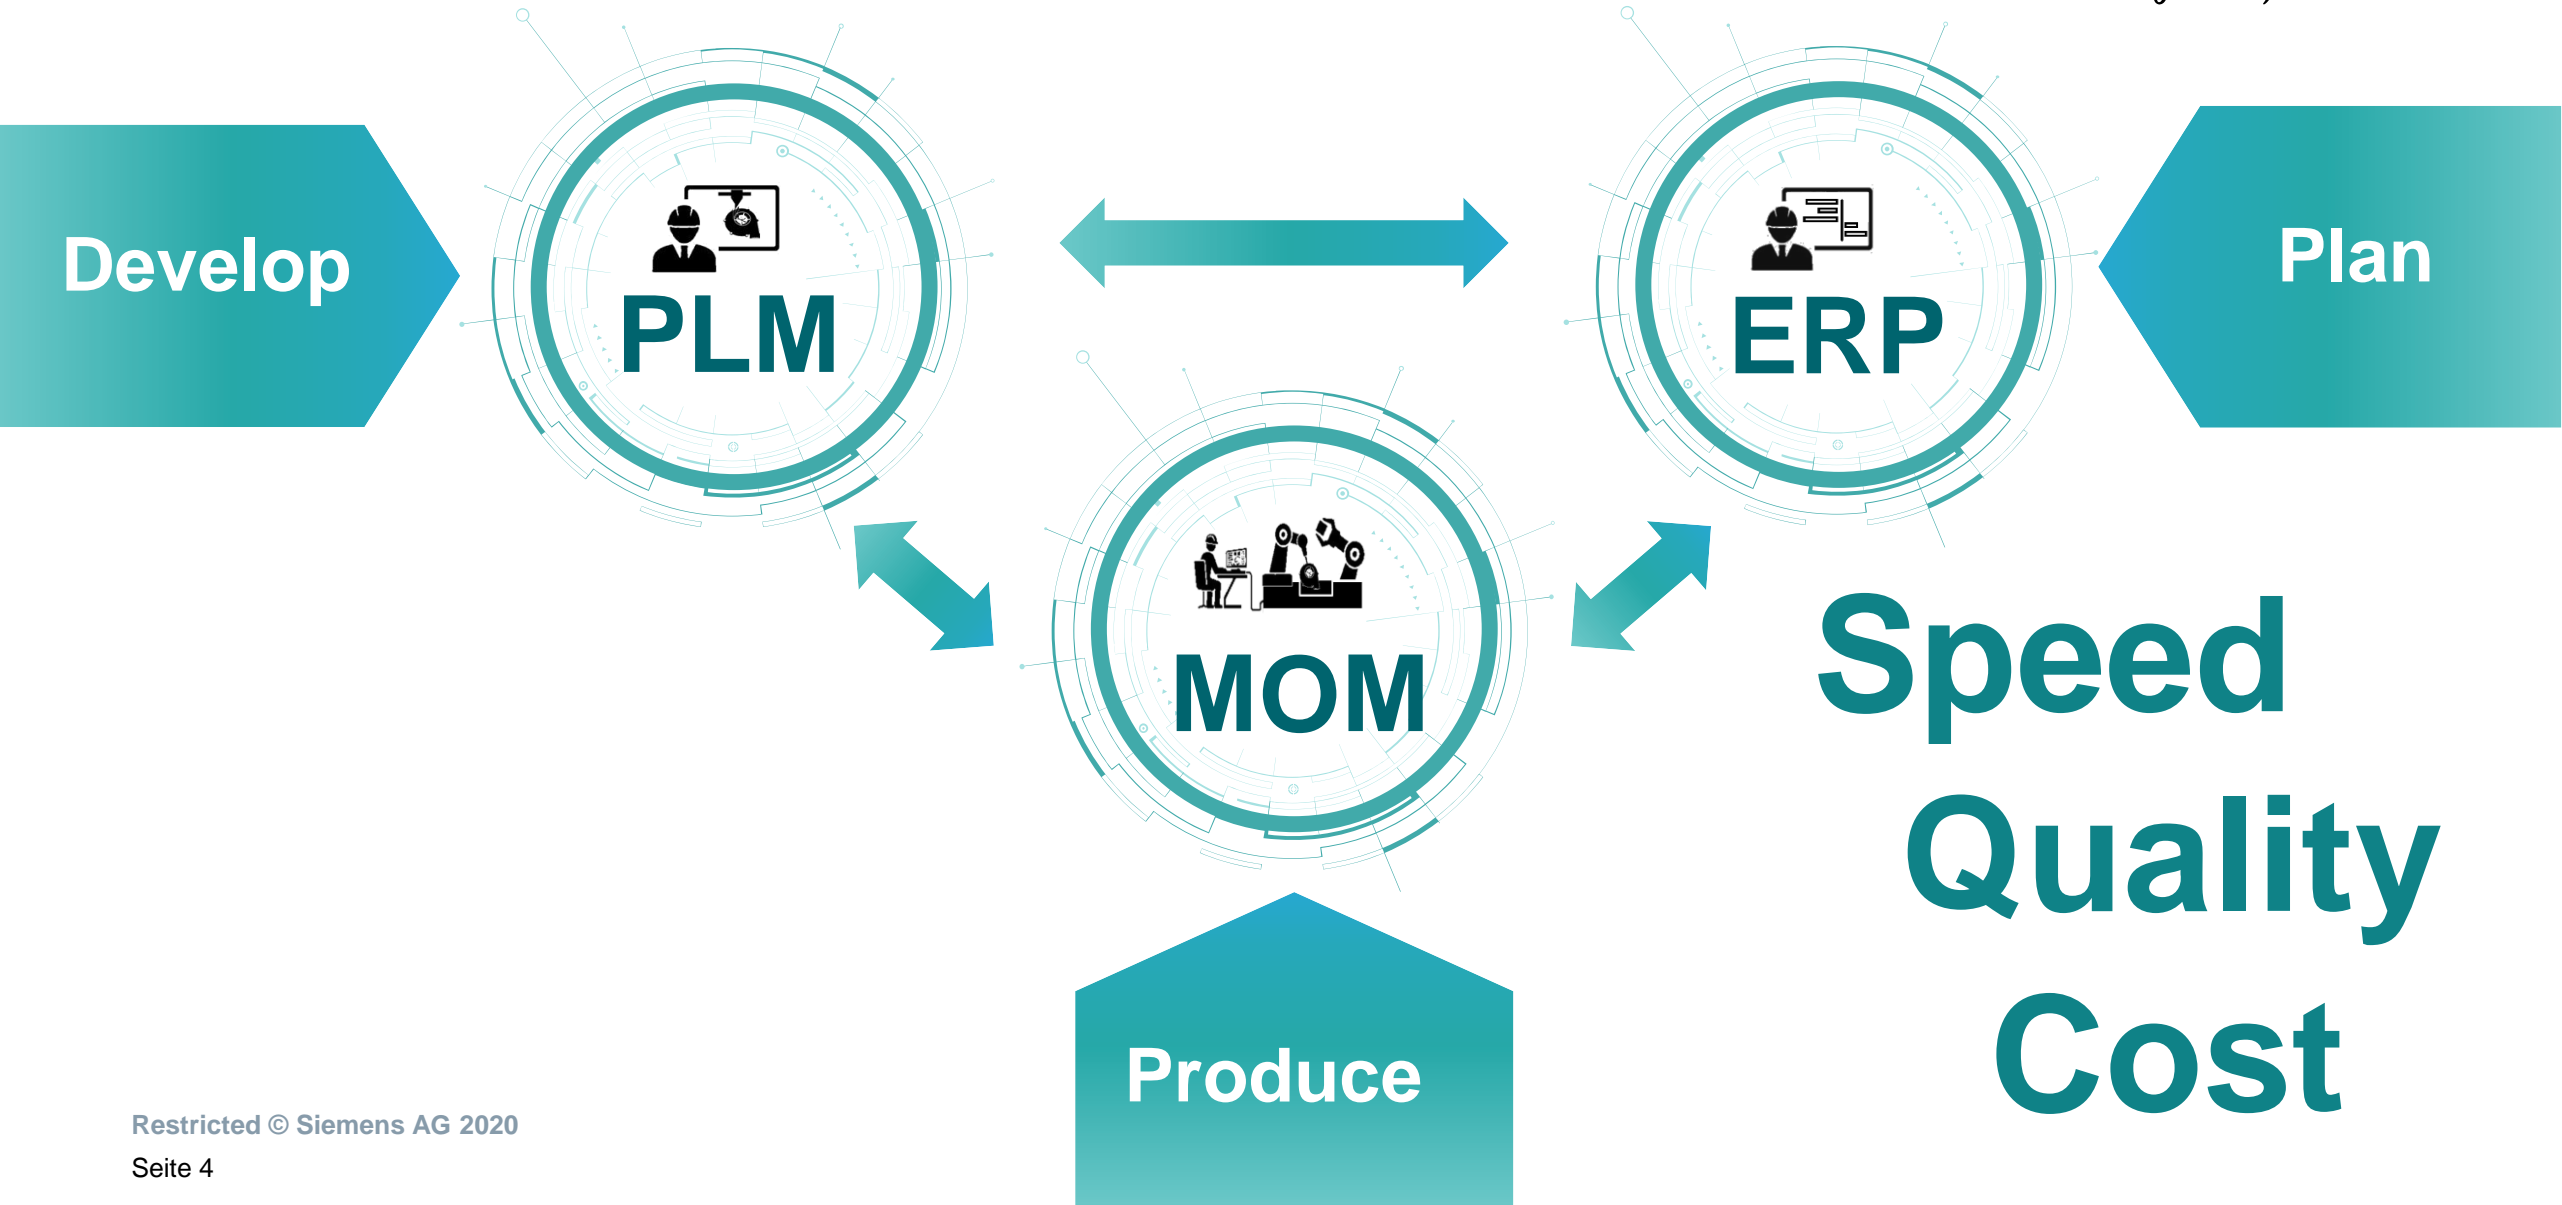 Develop
PLM
ERP
Plan
MOM
Speed
Quality
Cost
Produce
Restricted © Siemens AG 2020
Seite 4